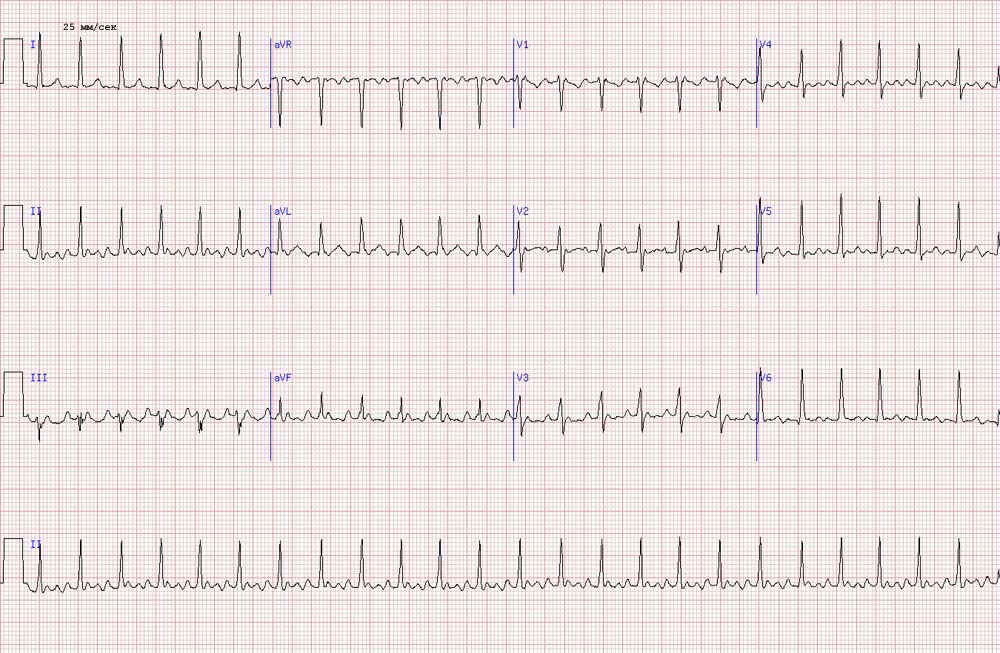 25 мм/сек
I aVR V1 V4
II aVL V2 V5
III aVF V3 V6
II